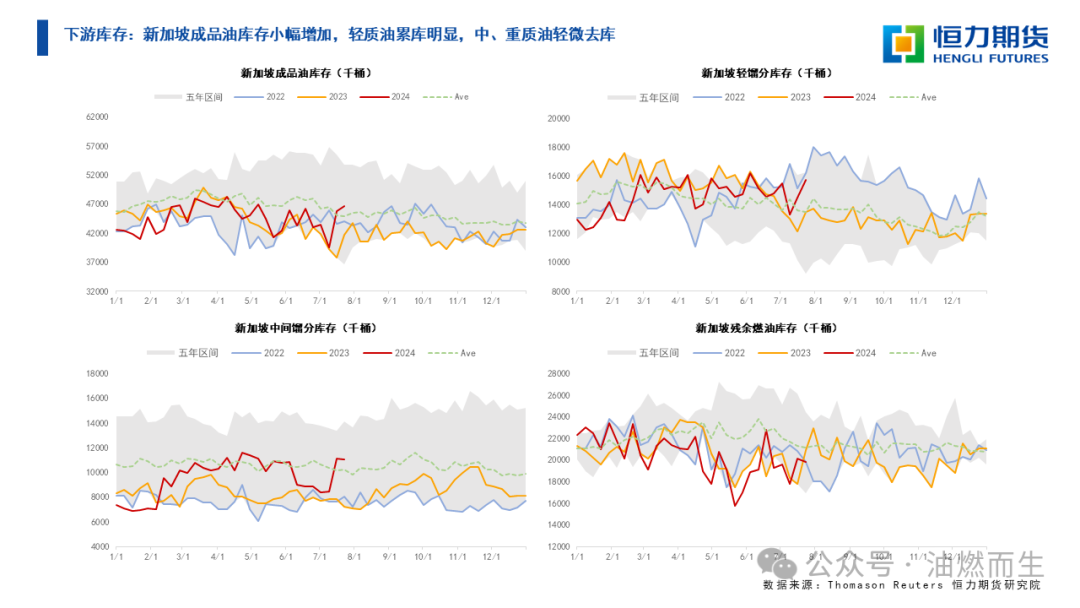 下游库存：新加坡成品油库存小幅增加，轻质油累库明显，中、重质油轻微去库
恒力期货
HENGLI FUTURES
新加坡成品油库存（千桶）
五年区间 2022 2023 2024 Ave
62000
57000
52000
47000
42000
37000
32000
1/1 2/1 3/1 4/1 5/1 6/1 7/1 8/1 9/1 10/1 11/1 12/1
新加坡轻馏分库存（千桶）
五年区间 2022 2023 2024 Ave
20000
18000
16000
14000
12000
10000
8000
1/1 2/1 3/1 4/1 5/1 6/1 7/1 8/1 9/1 10/1 11/1 12/1
新加坡中间馏分库存（千桶）
五年区间 2022 2023 2024 Ave
18000
16000
14000
12000
10000
8000
6000
4000
1/1 2/1 3/1 4/1 5/1 6/1 7/1 8/1 9/1 10/1 11/1 12/1
新加坡残余燃油库存（千桶）
五年区间 2022 2023 2024 Ave
28000
26000
24000
22000
20000
18000
16000
14000
12000
1/1 2/1 3/1 4/1 5/1 6/1 7/1 8/1 9/1 10/1 11/1 12/1
公众号 · 油燃而生
数据来源：Thomason Reuters 恒力期货研究院